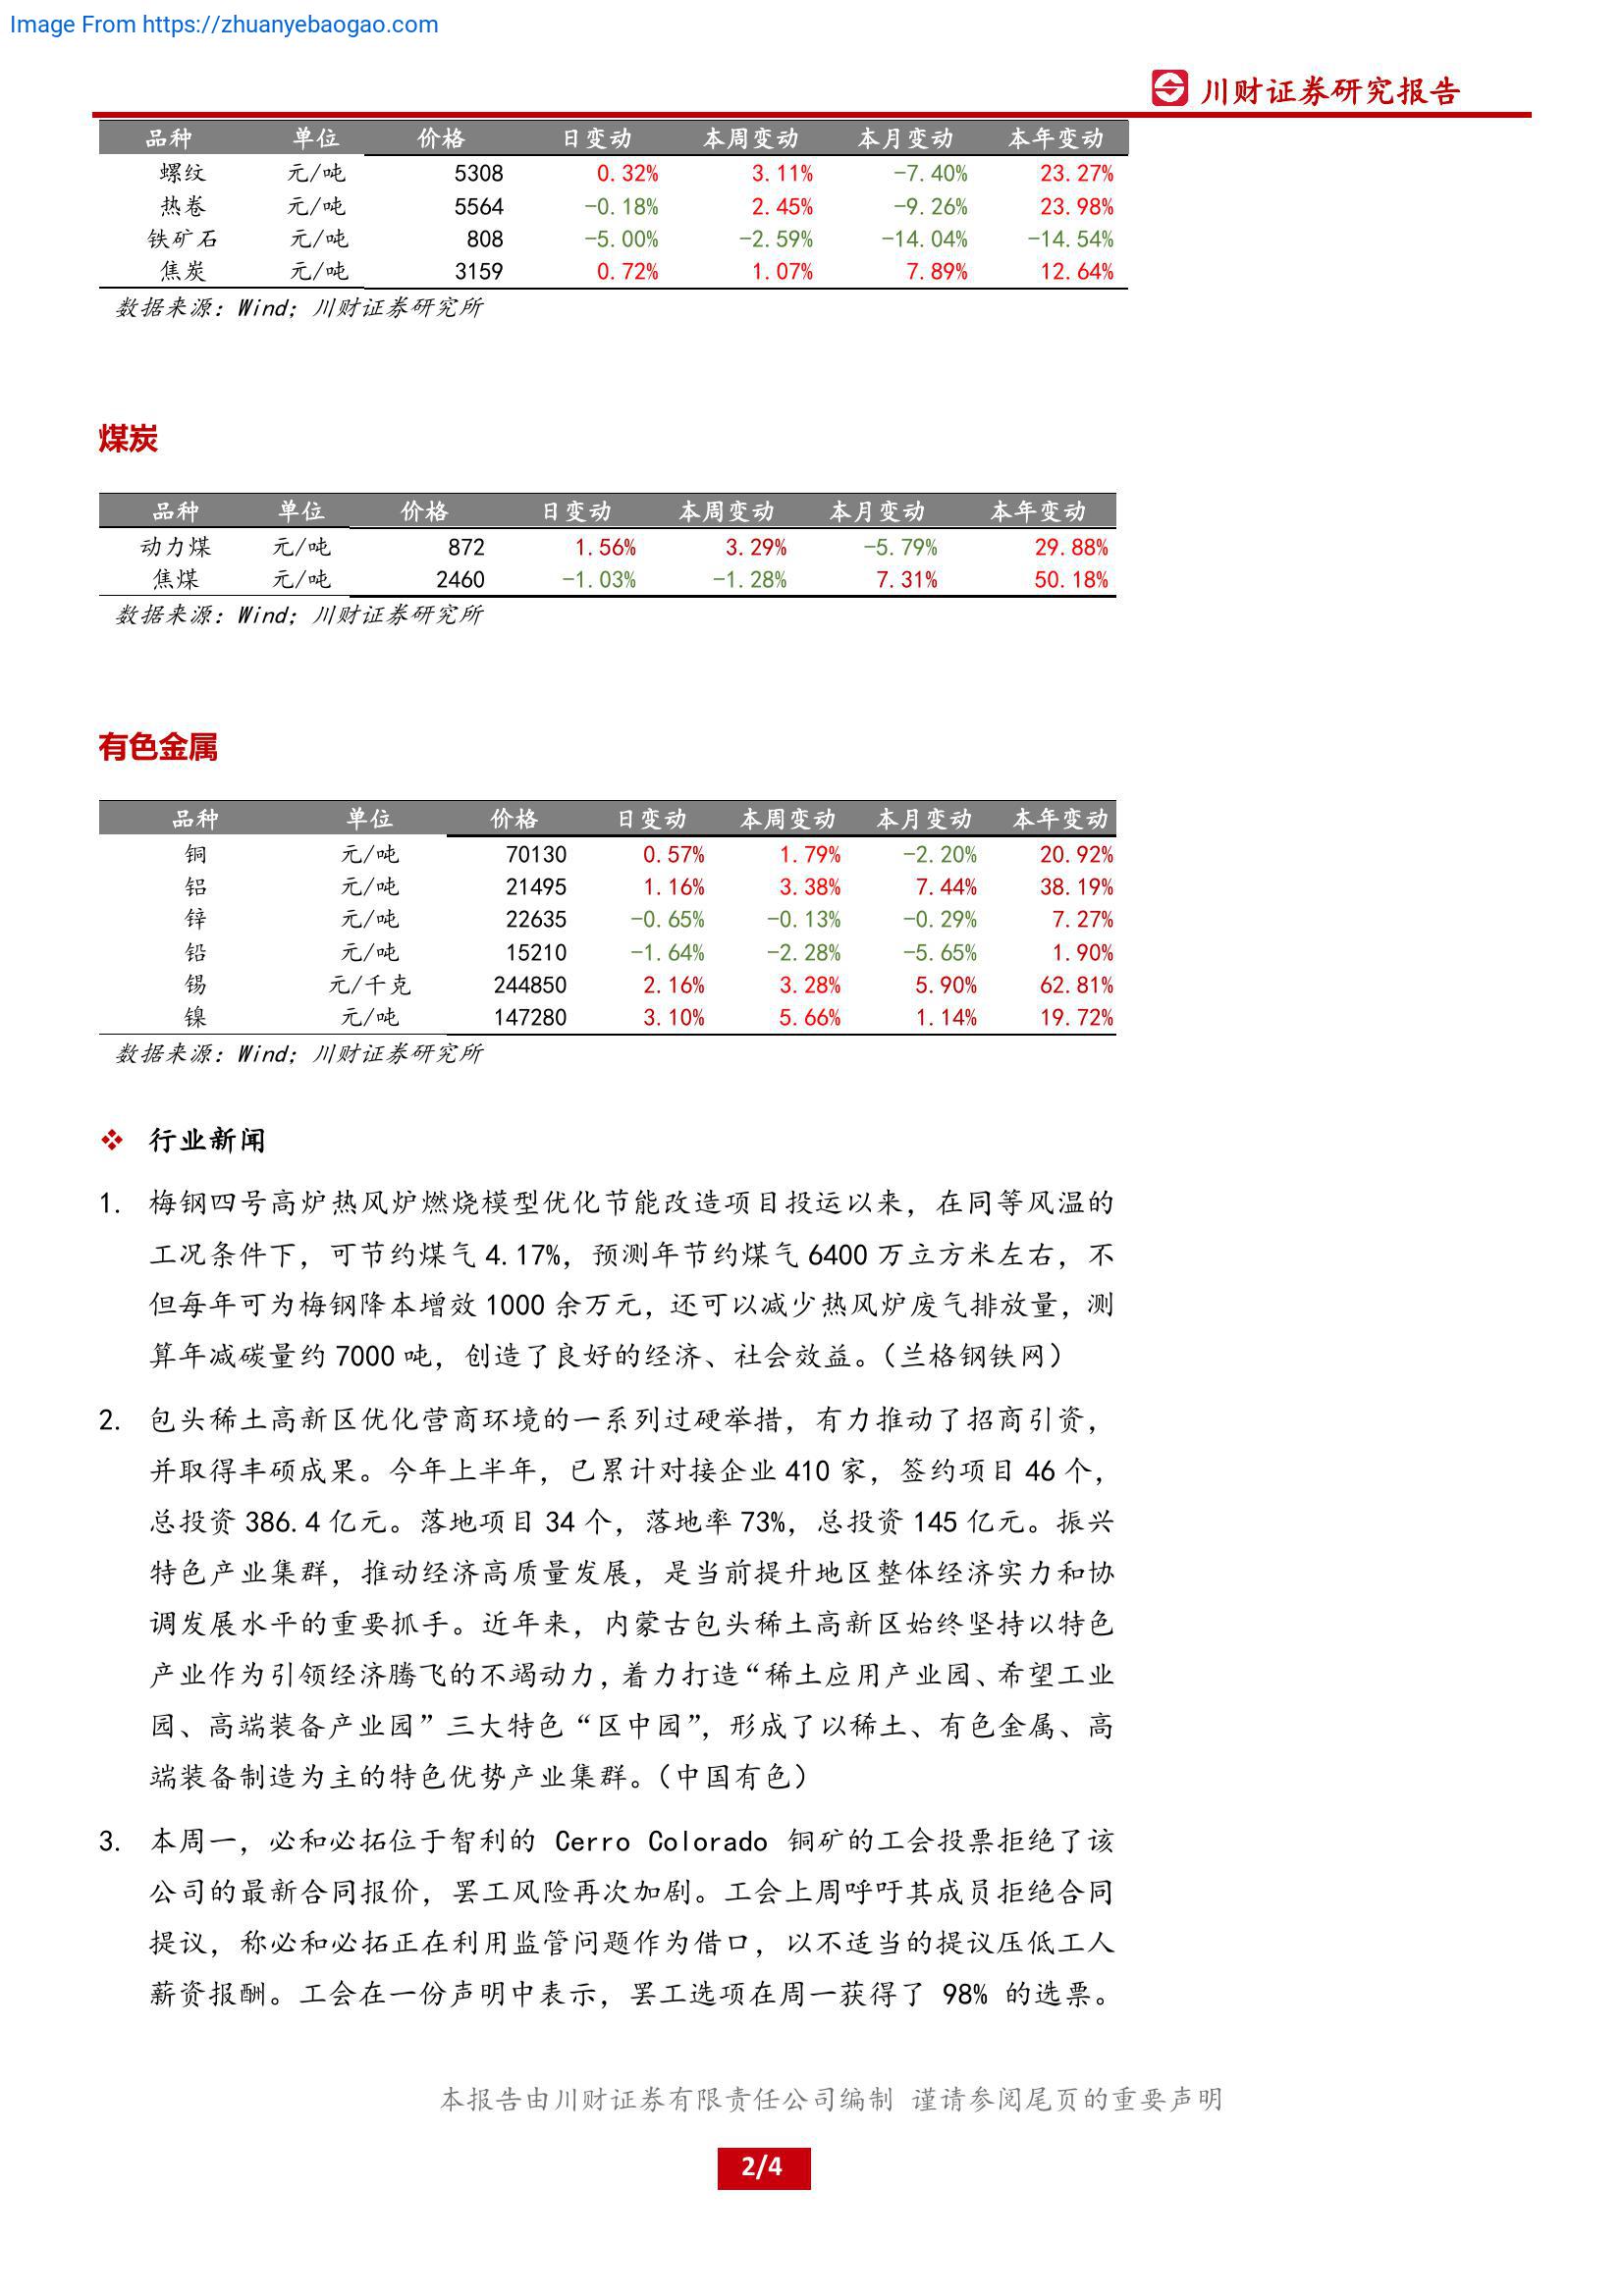 Image From https://zhuanyebaogao.com
川财证券研究报告
品种 单位 价格 日变动 本周变动 本月变动 本年变动
螺纹 元/吨 5308 0.32% 3.11% -7.40% 23.27%
热卷 元/吨 5564 -0.18% 2.45% -9.26% 23.98%
铁矿石 元/吨 808 -5.00% -2.59% -14.04% -14.54%
焦炭 元/吨 3159 0.72% 1.07% 7.89% 12.64%
数据来源：Wind；川财证券研究所
煤炭
品种 单位 价格 日变动 本周变动 本月变动 本年变动
动力煤 元/吨 872 1.56% 3.29% -5.79% 29.88%
焦煤 元/吨 2460 -1.03% -1.28% 7.31% 50.18%
数据来源：Wind；川财证券研究所
有色金属
品种 单位 价格 日变动 本周变动 本月变动 本年变动
铜 元/吨 70130 0.57% 1.79% -2.20% 20.92%
铝 元/吨 21495 1.16% 3.38% 7.44% 38.19%
锌 元/吨 22635 -0.65% -0.13% -0.29% 7.27%
铅 元/吨 15210 -1.64% -2.28% -5.65% 1.90%
锡 元/千克 244850 2.16% 3.28% 5.90% 62.81%
镍 元/吨 147280 3.10% 5.66% 1.14% 19.72%
数据来源：Wind；川财证券研究所
❖ 行业新闻
1. 梅钢四号高炉热风炉燃烧模型优化节能改造项目投运以来，在同等风温的
工况条件下，可节约煤气 4.17%，预测年节约煤气 6400 万立方米左右，不
但每年可为梅钢降本增效 1000 余万元，还可以减少热风炉废气排放量，测
算年减碳量约 7000 吨，创造了良好的经济、社会效益。（兰格钢铁网）
2. 包头稀土高新区优化营商环境的一系列过硬举措，有力推动了招商引资，
并取得丰硕成果。今年上半年，已累计对接企业 410 家，签约项目 46 个，
总投资 386.4 亿元。落地项目 34 个，落地率 73%，总投资 145 亿元。振兴
特色产业集群，推动经济高质量发展，是当前提升地区整体经济实力和协
调发展水平的重要抓手。近年来，内蒙古包头稀土高新区始终坚持以特色
产业作为引领经济腾飞的不竭动力，着力打造“稀土应用产业园、希望工业
园、高端装备产业园”三大特色“区中园”，形成了以稀土、有色金属、高
端装备制造为主的特色优势产业集群。（中国有色）
3. 本周一，必和必拓位于智利的 Cerro Colorado 铜矿的工会投票拒绝了该
公司的最新合同报价，罢工风险再次加剧。工会上周呼吁其成员拒绝合同
提议，称必和必拓正在利用监管问题作为借口，以不适当的提议压低工人
薪资报酬。工会在一份声明中表示，罢工选项在周一获得了 98% 的选票。
本报告由川财证券有限责任公司编制 谨请参阅尾页的重要声明
2/4